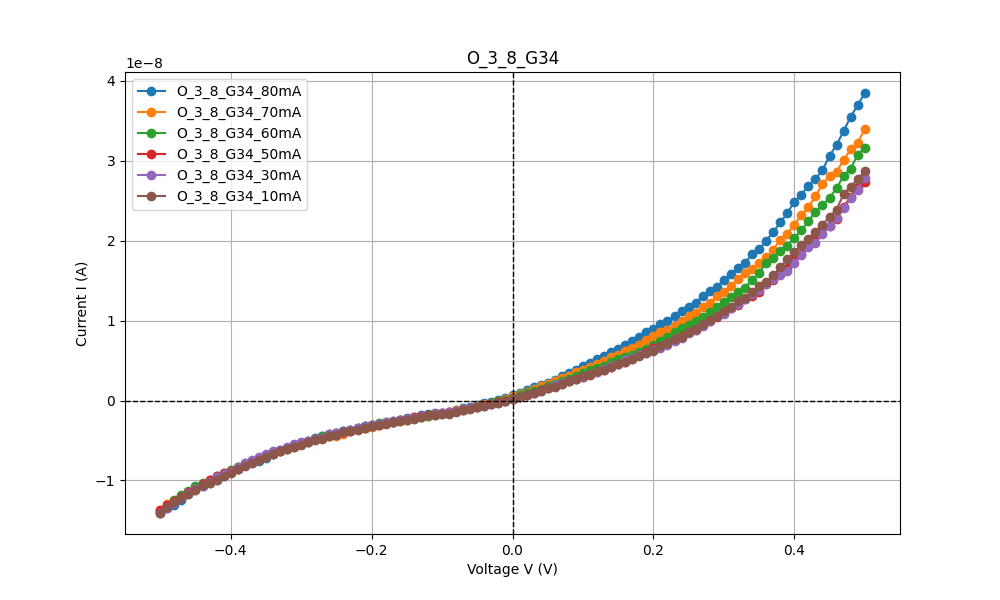 O_3_8_G34
1e−8
O_3_8_G34_80mA
O_3_8_G34_70mA
O_3_8_G34_60mA
O_3_8_G34_50mA
O_3_8_G34_30mA
O_3_8_G34_10mA
4
3
2
1
0
−1
Current I (A)
−0.4 −0.2 0.0 0.2 0.4
Voltage V (V)